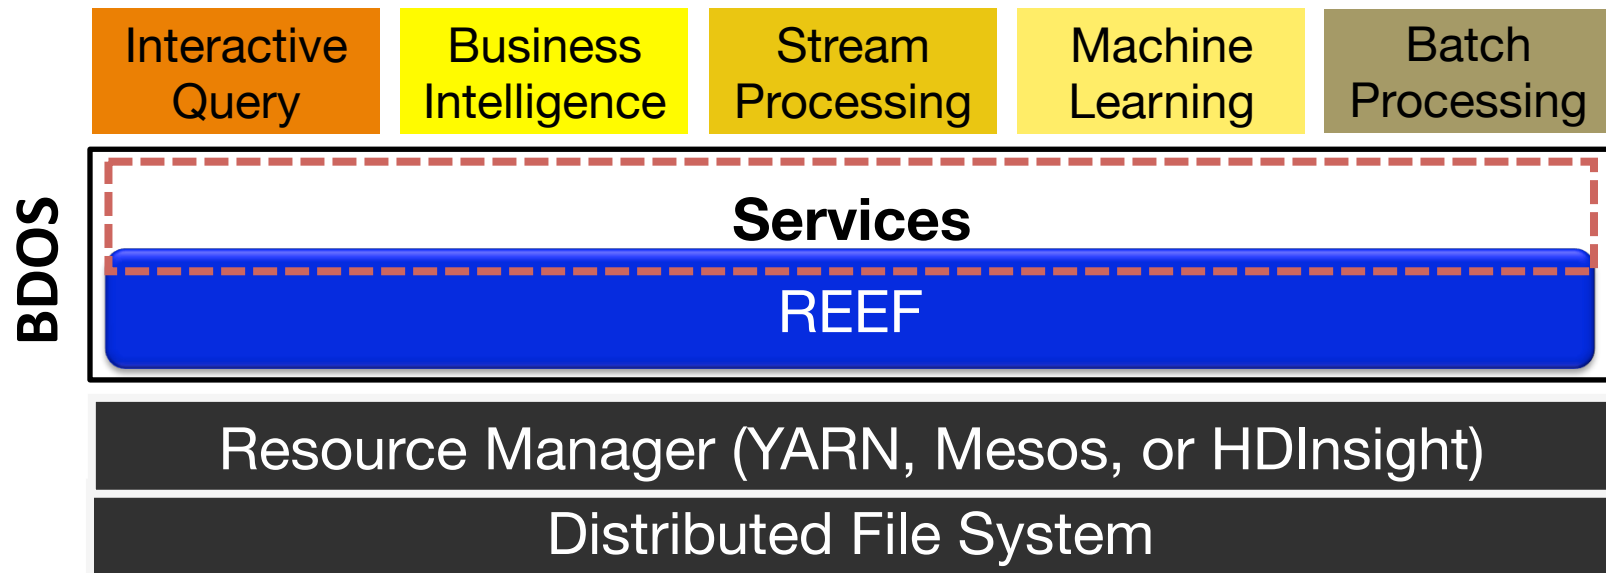 Interactive
Query
Business
Intelligence
Stream
Processing
Machine
Learning
Batch
Processing
BDOS
Services
REEF
Resource Manager (YARN, Mesos, or HDInsight)
Distributed File System